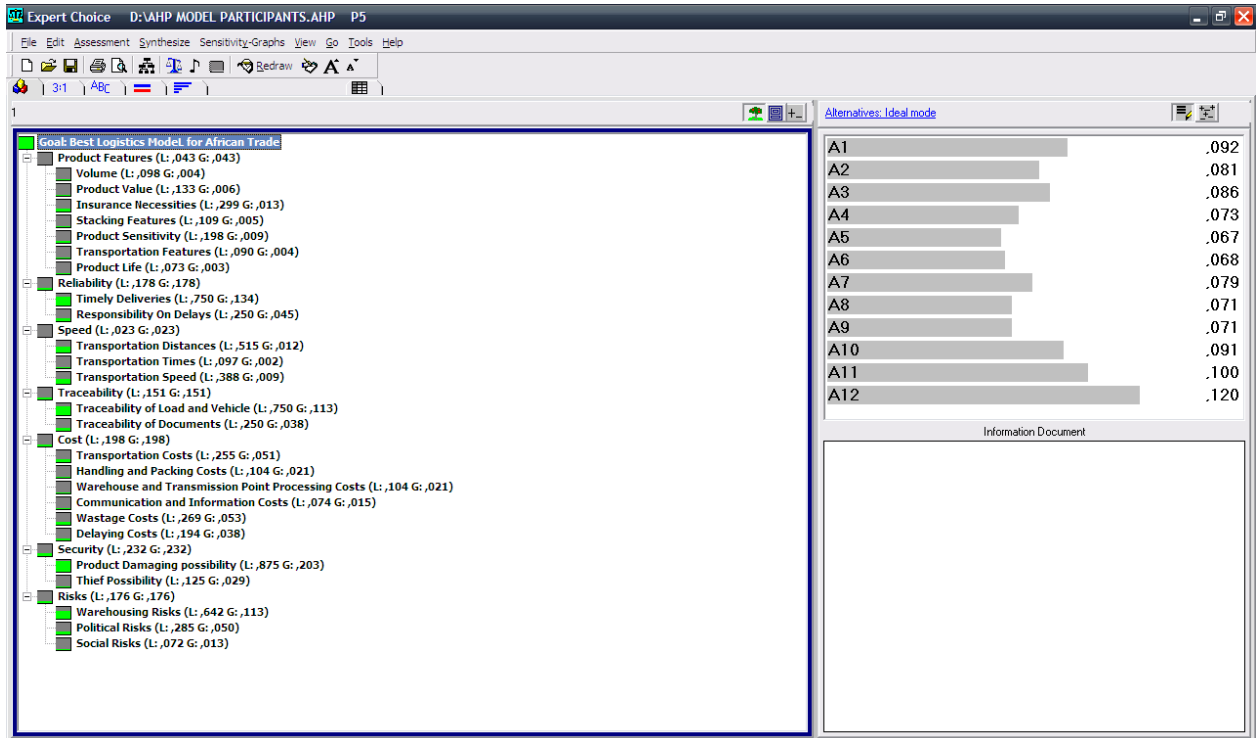 Expert Choice D:\AHP MODEL PARTICIPANTS.AHP P5
File Edit Assessment Synthesize Sensitivity-Graphs View Go Tools Help
Redraw A A
3:1 ABC
1
Alternatives: Ideal mode
Goal: Best Logistics ModeL for African Trade
Product Features (L: ,043 G: ,043)
Volume (L: ,098 G: ,004)
Product Value (L: ,133 G: ,006)
Insurance Necessities (L: ,299 G: ,013)
Stacking Features (L: ,109 G: ,005)
Product Sensitivity (L: ,198 G: ,009)
Transportation Features (L: ,090 G: ,004)
Product Life (L: ,073 G: ,003)
Reliability (L: ,178 G: ,178)
Timely Deliveries (L: ,750 G: ,134)
Responsibility On Delays (L: ,250 G: ,045)
Speed (L: ,023 G: ,023)
Transportation Distances (L: ,515 G: ,012)
Transportation Times (L: ,097 G: ,002)
Transportation Speed (L: ,388 G: ,009)
Traceability (L: ,151 G: ,151)
Traceability of Load and Vehicle (L: ,750 G: ,113)
Traceability of Documents (L: ,250 G: ,038)
Cost (L: ,198 G: ,198)
Transportation Costs (L: ,255 G: ,051)
Handling and Packing Costs (L: ,104 G: ,021)
Warehouse and Transmission Point Processing Costs (L: ,104 G: ,021)
Communication and Information Costs (L: ,074 G: ,015)
Wastage Costs (L: ,269 G: ,053)
Delaying Costs (L: ,194 G: ,038)
Security (L: ,232 G: ,232)
Product Damaging possibility (L: ,875 G: ,203)
Thief Possibility (L: ,125 G: ,029)
Risks (L: ,176 G: ,176)
Warehousing Risks (L: ,642 G: ,113)
Political Risks (L: ,285 G: ,050)
Social Risks (L: ,072 G: ,013)
A1 ,092
A2 ,081
A3 ,086
A4 ,073
A5 ,067
A6 ,068
A7 ,079
A8 ,071
A9 ,071
A10 ,091
A11 ,100
A12 ,120
Information Document